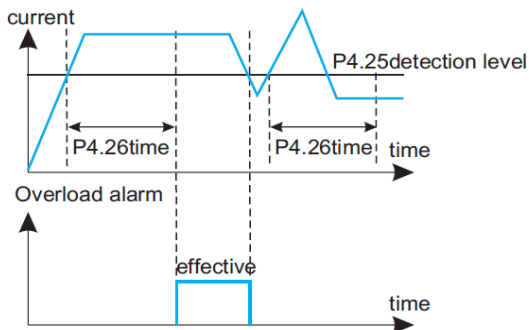 current
P4.25detection level
P4.26time
P4.26time
time
Overload alarm
effective
time